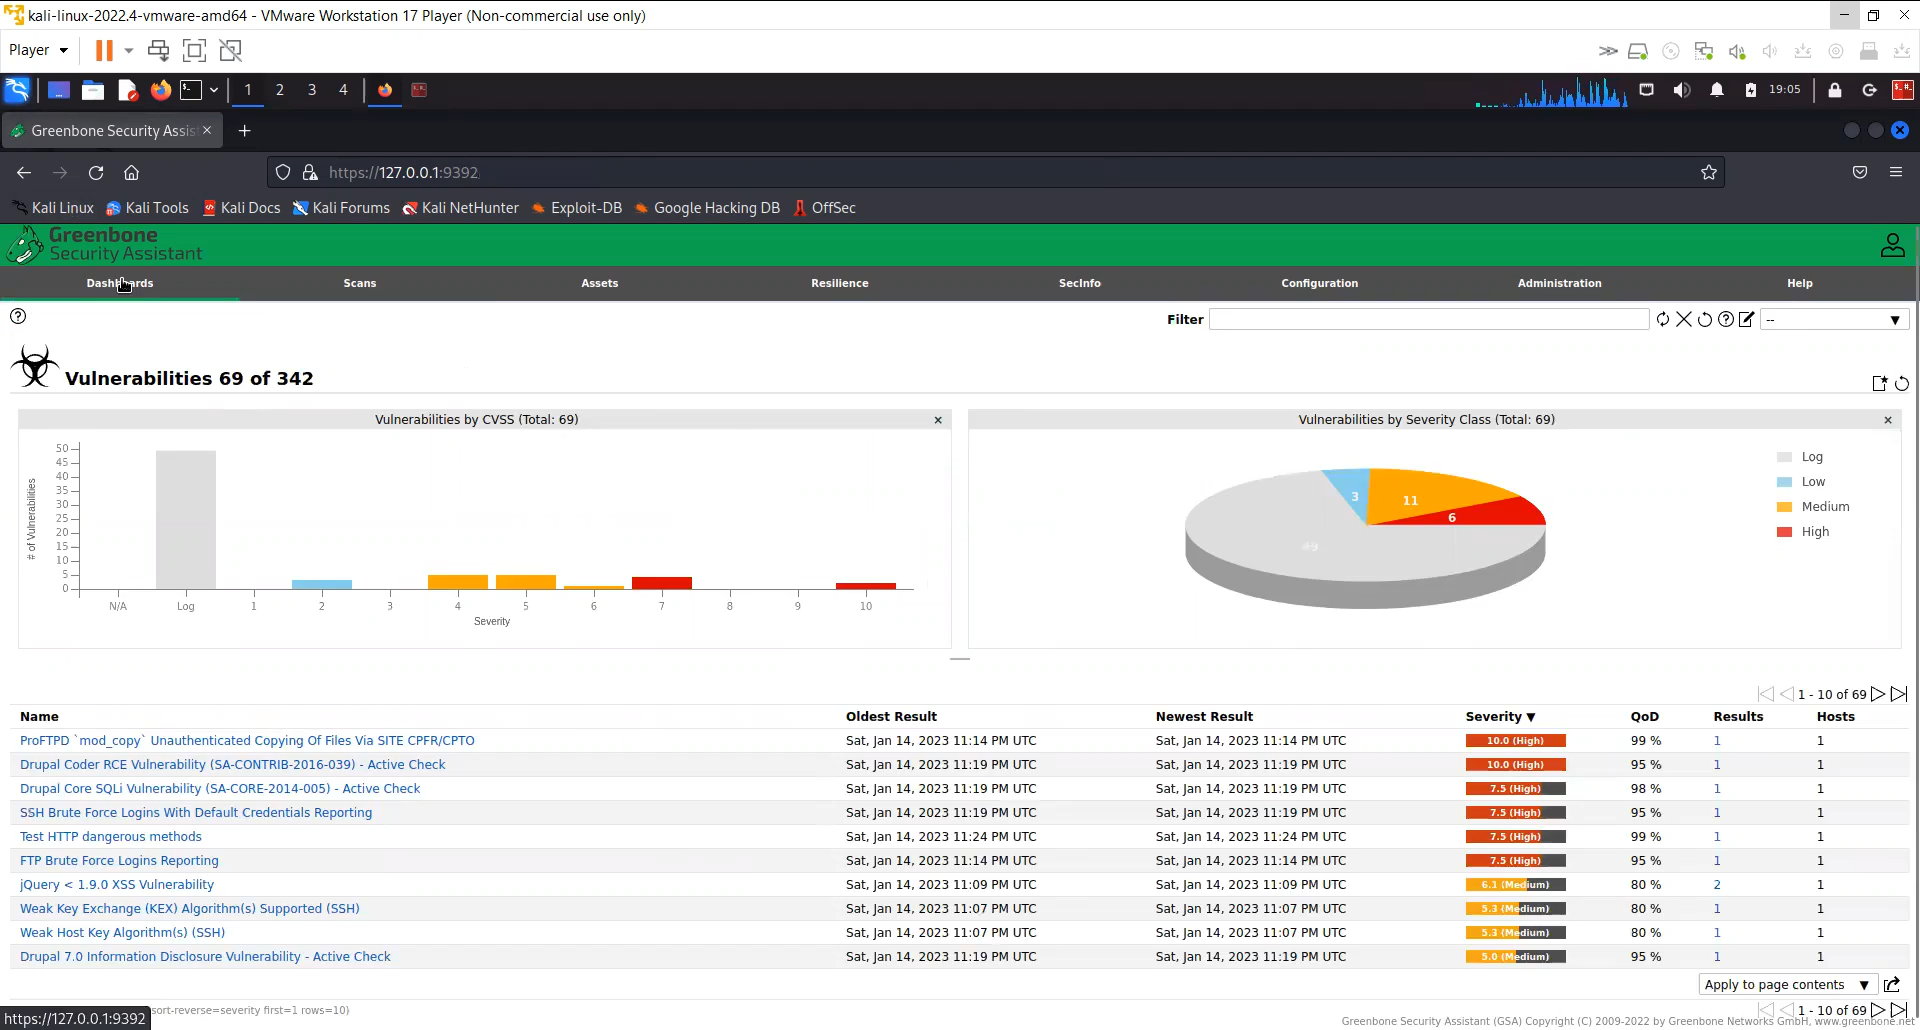 kali-linux-2022.4-vmware-amd64 - VMware Workstation 17 Player (Non-commercial use only)
Player
1 2 3 4
19:05
Greenbone Security Assis
https://127.0.0.1:9392
Kali Linux Kali Tools Kali Docs Kali Forums Kali NetHunter Exploit-DB Google Hacking DB OffSec
Greenbone
Security Assistant
Dashboards Scans Assets Resilience SecInfo Configuration Administration Help
Filter --
Vulnerabilities 69 of 342
Vulnerabilities by CVSS (Total: 69)
50
45
40
35
30
25
20
15
10
5
0
# of Vulnerabilities
N/A Log 1 2 3 4 5 6 7 8 9 10
Severity
Vulnerabilities by Severity Class (Total: 69)
3
11
6
49
Log
Low
Medium
High
1 - 10 of 69
Name Oldest Result Newest Result Severity ▼ QoD Results Hosts
ProFTPD `mod_copy` Unauthenticated Copying Of Files Via SITE CPFR/CPTO Sat, Jan 14, 2023 11:14 PM UTC Sat, Jan 14, 2023 11:14 PM UTC 10.0 (High) 99 % 1 1
Drupal Coder RCE Vulnerability (SA-CONTRIB-2016-039) - Active Check Sat, Jan 14, 2023 11:19 PM UTC Sat, Jan 14, 2023 11:19 PM UTC 10.0 (High) 95 % 1 1
Drupal Core SQLi Vulnerability (SA-CORE-2014-005) - Active Check Sat, Jan 14, 2023 11:19 PM UTC Sat, Jan 14, 2023 11:19 PM UTC 7.5 (High) 98 % 1 1
SSH Brute Force Logins With Default Credentials Reporting Sat, Jan 14, 2023 11:19 PM UTC Sat, Jan 14, 2023 11:19 PM UTC 7.5 (High) 95 % 1 1
Test HTTP dangerous methods Sat, Jan 14, 2023 11:24 PM UTC Sat, Jan 14, 2023 11:24 PM UTC 7.5 (High) 99 % 1 1
FTP Brute Force Logins Reporting Sat, Jan 14, 2023 11:14 PM UTC Sat, Jan 14, 2023 11:14 PM UTC 7.5 (High) 95 % 1 1
jQuery < 1.9.0 XSS Vulnerability Sat, Jan 14, 2023 11:09 PM UTC Sat, Jan 14, 2023 11:09 PM UTC 6.1 (Medium) 80 % 2 1
Weak Key Exchange (KEX) Algorithm(s) Supported (SSH) Sat, Jan 14, 2023 11:07 PM UTC Sat, Jan 14, 2023 11:07 PM UTC 5.3 (Medium) 80 % 1 1
Weak Host Key Algorithm(s) (SSH) Sat, Jan 14, 2023 11:07 PM UTC Sat, Jan 14, 2023 11:07 PM UTC 5.3 (Medium) 80 % 1 1
Drupal 7.0 Information Disclosure Vulnerability - Active Check Sat, Jan 14, 2023 11:19 PM UTC Sat, Jan 14, 2023 11:19 PM UTC 5.0 (Medium) 95 % 1 1
Apply to page contents ▼
sort-reverse=severity first=1 rows=10)
1 - 10 of 69
https://127.0.0.1:9392
Greenbone Security Assistant (GSA) Copyright (C) 2009-2022 by Greenbone Networks GmbH, www.greenbone.net